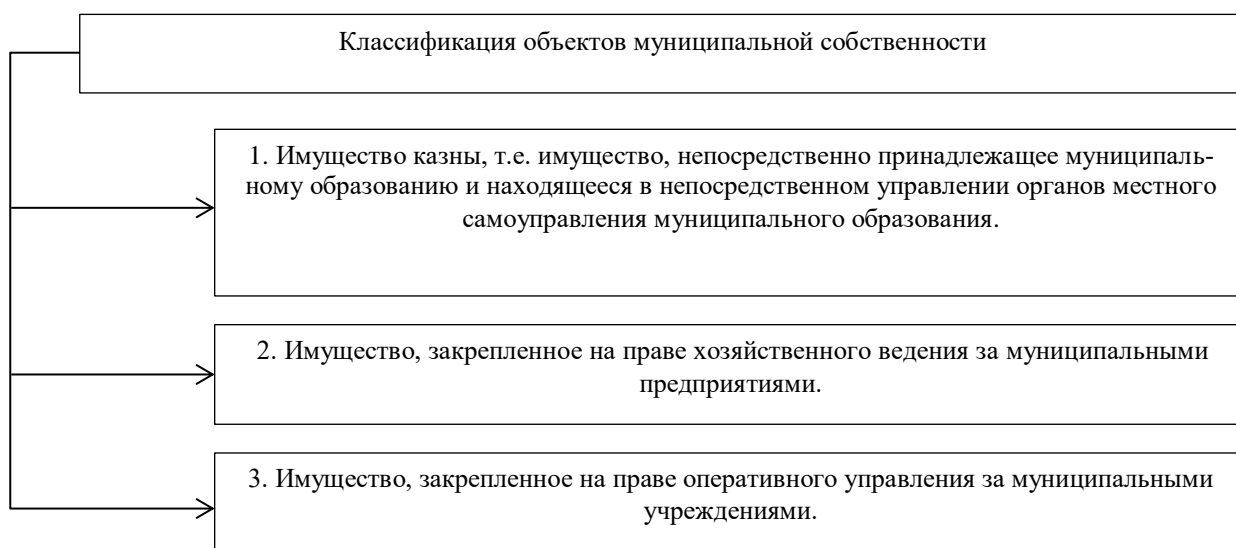 Классификация объектов муниципальной собственности
1. Имущество казны, т.е. имущество, непосредственно принадлежащее муниципаль-
ному образованию и находящееся в непосредственном управлении органов местного
самоуправления муниципального образования.
2. Имущество, закрепленное на праве хозяйственного ведения за муниципальными
предприятиями.
3. Имущество, закрепленное на праве оперативного управления за муниципальными
учреждениями.